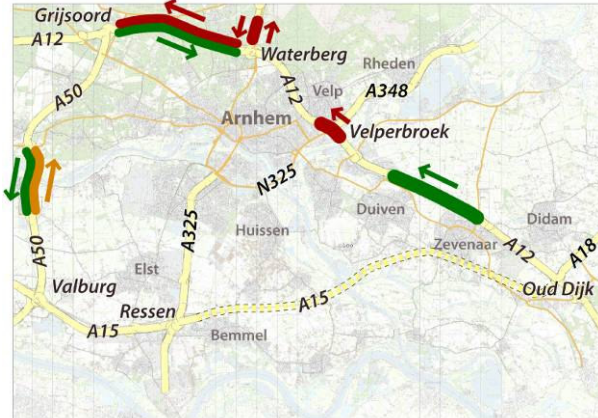 Grijsoord
A12
Waterberg
A50
A12
Rheden
Velp
A348
Arnhem
Velperbroek
N325
A325
Duiven
Huissen
Didam
Zevenaar
A12
A18
A50
Elst
Valburg
Oud Dijk
Ressen
A15
A15
Bemmel